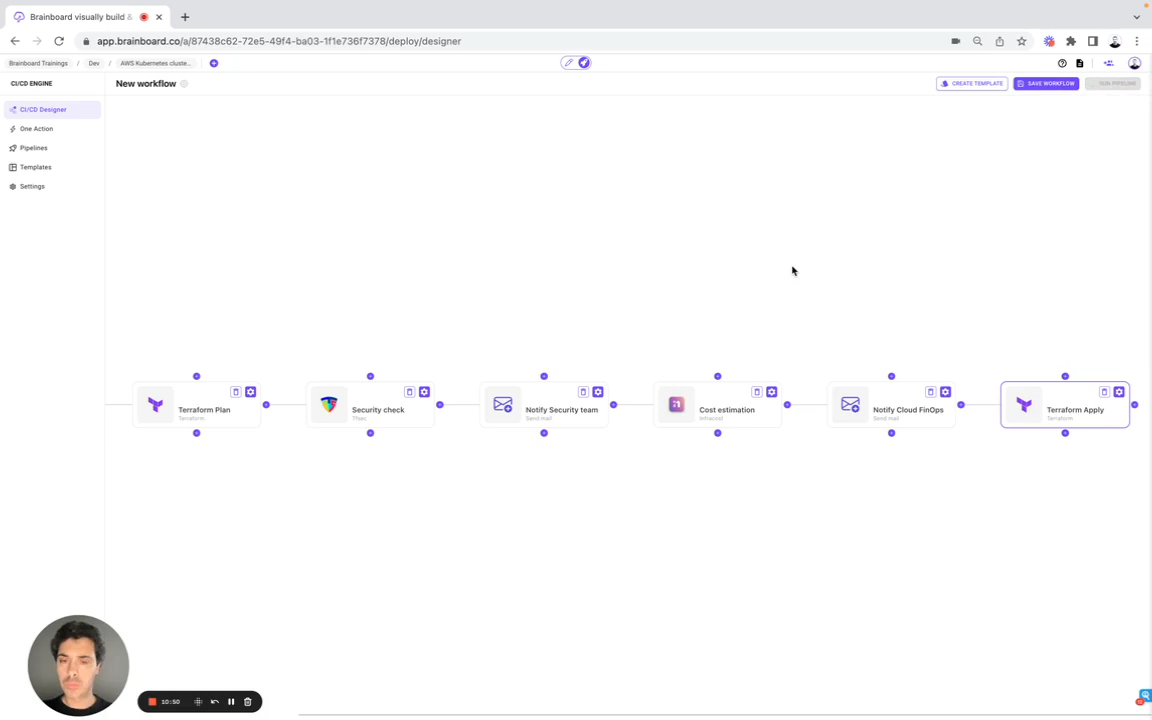 Brainboard visually build &
app.brainboard.co/a/87438c62-72e5-49f4-ba03-1f1e736f7378/deploy/designer
Brainboard Trainings / Dev / AWS Kubernetes cluste...
CI/CD ENGINE
New workflow
CREATE TEMPLATE
SAVE WORKFLOW
RUN PIPELINE
CI/CD Designer
One Action
Pipelines
Templates
Settings
Terraform Plan
Terraform
Security check
Tfsec
Notify Security team
Send mail
Cost estimation
Infracost
Notify Cloud FinOps
Send mail
Terraform Apply
Terraform
10:50